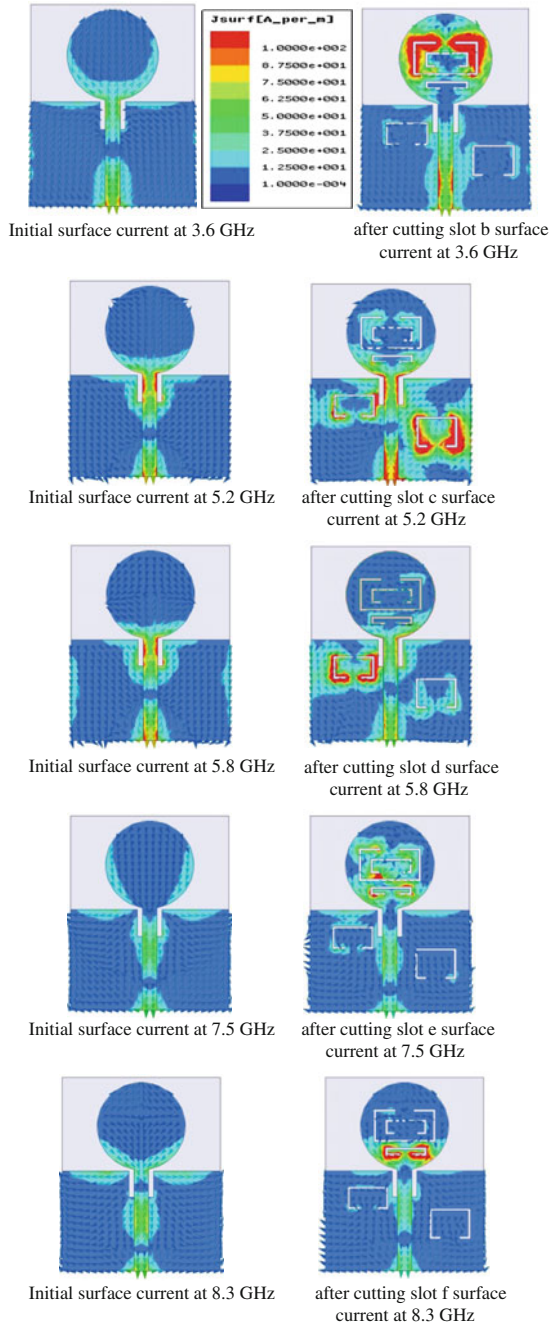 Jsurf[A_per_m]
1.0000e+002
8.7500e+001
7.5000e+001
6.2500e+001
5.0000e+001
3.7500e+001
2.5000e+001
1.2500e+001
1.0000e-004
Initial surface current at 3.6 GHz
after cutting slot b surface
current at 3.6 GHz
Initial surface current at 5.2 GHz
after cutting slot c surface
current at 5.2 GHz
Initial surface current at 5.8 GHz
after cutting slot d surface
current at 5.8 GHz
Initial surface current at 7.5 GHz
after cutting slot e surface
current at 7.5 GHz
Initial surface current at 8.3 GHz
after cutting slot f surface
current at 8.3 GHz